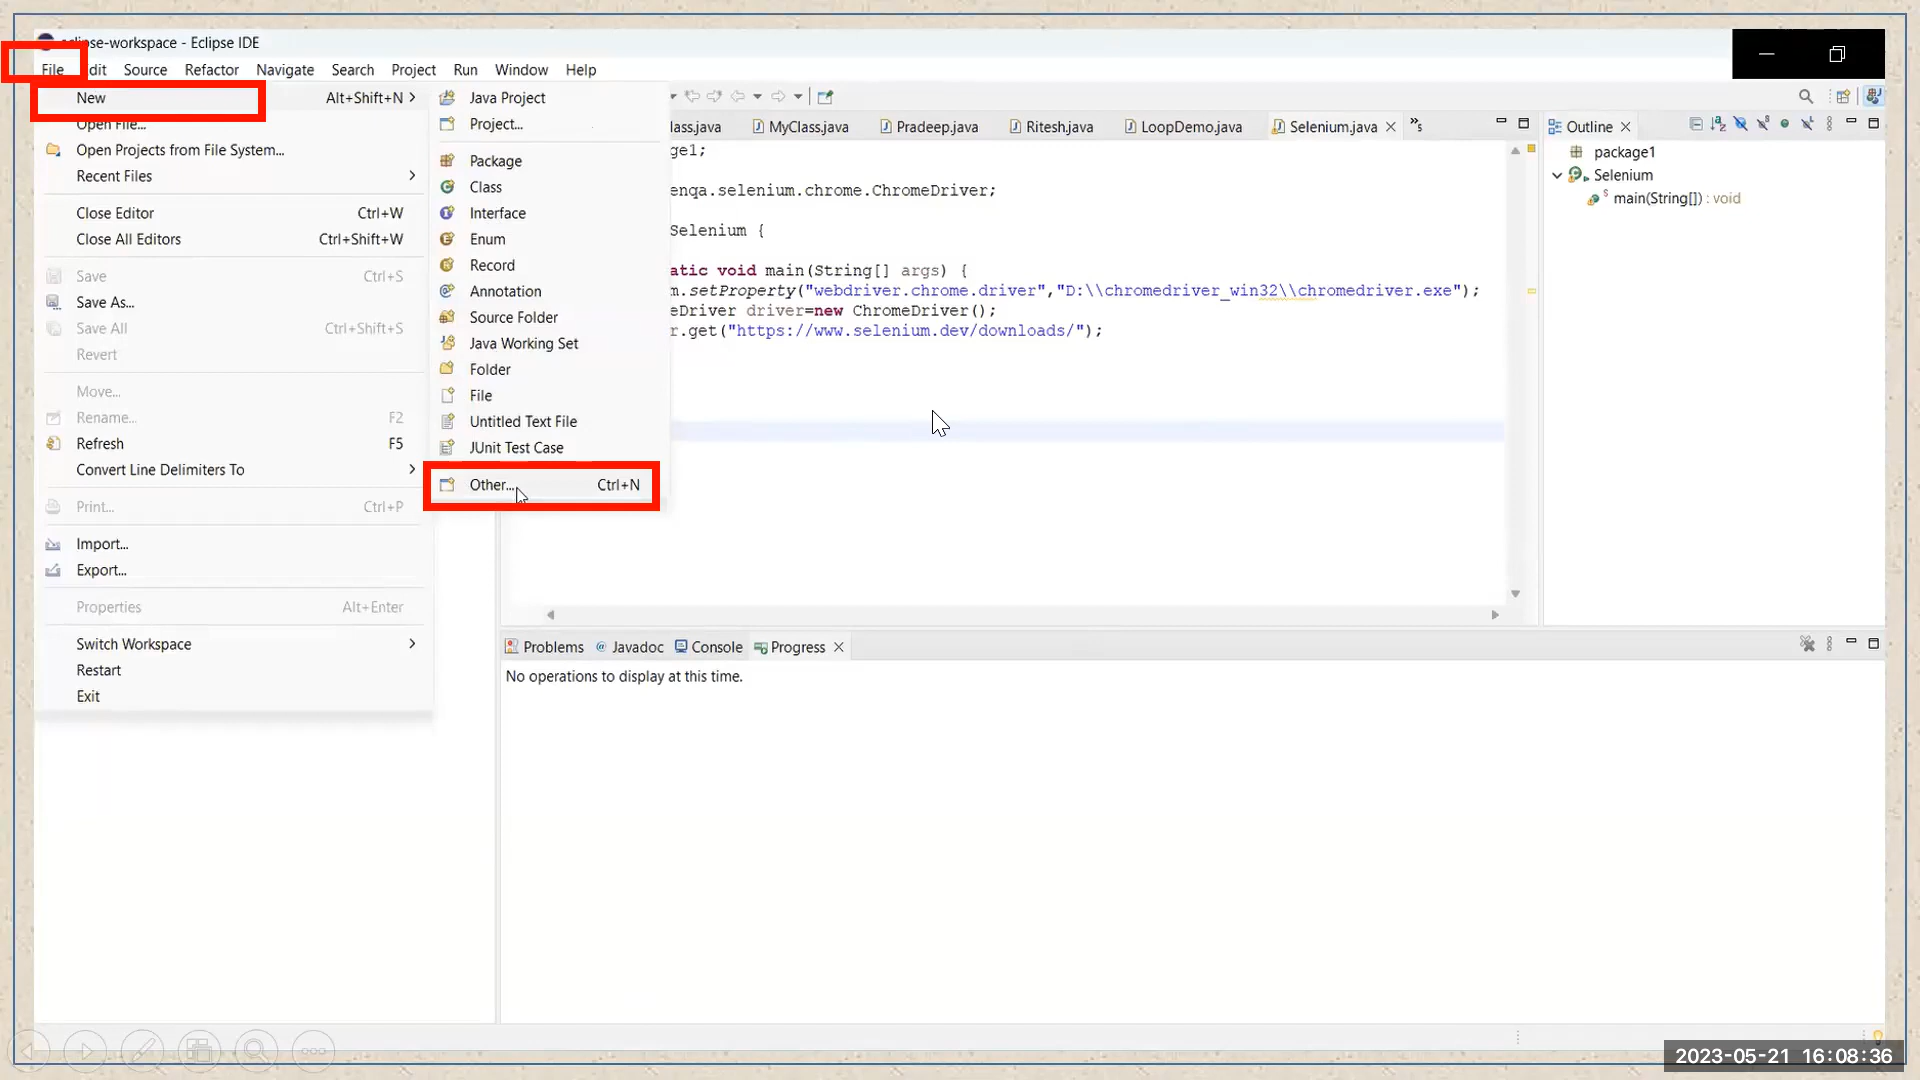 eclipse-workspace - Eclipse IDE
File Edit Source Refactor Navigate Search Project Run Window Help
New Alt+Shift+N
Open File...
Open Projects from File System...
Recent Files
Close Editor Ctrl+W
Close All Editors Ctrl+Shift+W
Save Ctrl+S
Save As...
Save All Ctrl+Shift+S
Revert
Move...
Rename... F2
Refresh F5
Convert Line Delimiters To
Print... Ctrl+P
Import...
Export...
Properties Alt+Enter
Switch Workspace
Restart
Exit
Java Project
Project...
Package
Class
Interface
Enum
Record
Annotation
Source Folder
Java Working Set
Folder
File
Untitled Text File
JUnit Test Case
Other... Ctrl+N
lass.java MyClass.java Pradeep.java Ritesh.java LoopDemo.java Selenium.java
ge1;
enqa.selenium.chrome.ChromeDriver;
Selenium {
atic void main(String[] args) {
m.setProperty("webdriver.chrome.driver","D:\\chromedriver_win32\\chromedriver.exe");
eDriver driver=new ChromeDriver();
r.get("https://www.selenium.dev/downloads/");
Outline
package1
Selenium
main(String[]) : void
Problems Javadoc Console Progress
No operations to display at this time.
2023-05-21 16:08:36